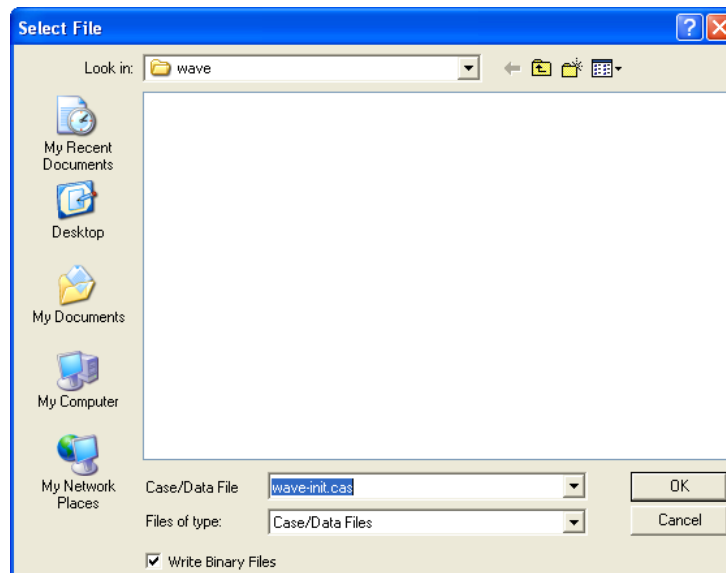 Select File
Look in:
wave
My Recent
Documents
Desktop
My Documents
My Computer
My Network
Places
Case/Data File
wave-init.cas
OK
Files of type:
Case/Data Files
Cancel
Write Binary Files